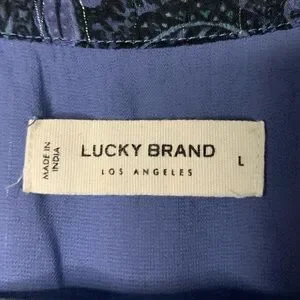 MADE IN
INDIA
LUCKY BRAND
LOS ANGELES
L